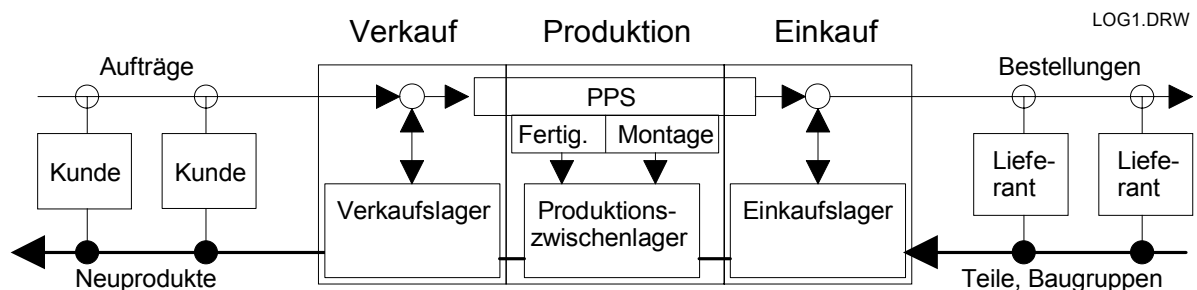 LOG1.DRW
Verkauf Produktion Einkauf
Aufträge Bestellungen
PPS
Fertig. Montage
Kunde Kunde Liefe-
rant Liefe-
rant
Verkaufslager Produktions-
zwischenlager Einkaufslager
Neuprodukte Teile, Baugruppen